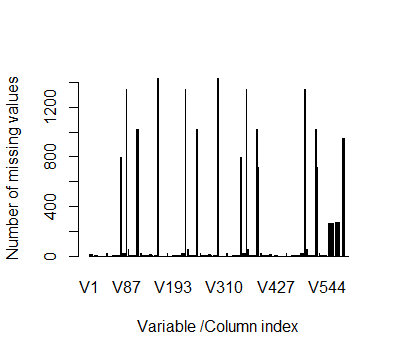 Number of missing values
1200
800
400
0
V1 V87 V193 V310 V427 V544
Variable /Column index